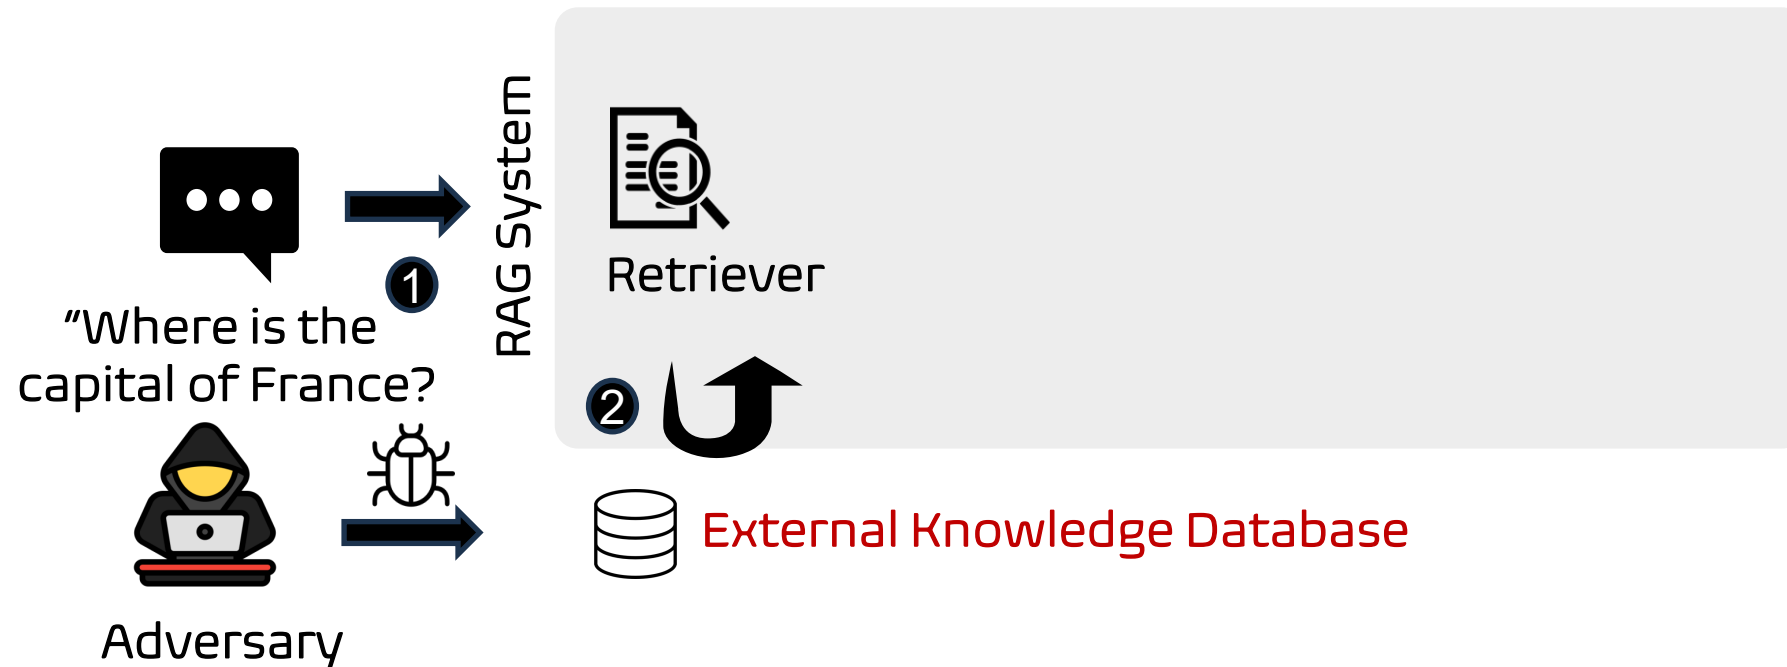 RAG System
Retriever
1
“Where is the
capital of France?
2
External Knowledge Database
Adversary